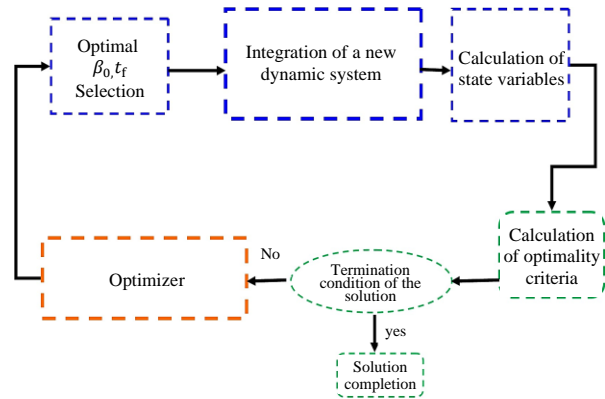 Optimal
β₀,t_f
Selection
Integration of a new
dynamic system
Calculation of
state variables
Calculation
of optimality
criteria
Termination
condition of the
solution
No
Optimizer
yes
Solution
completion